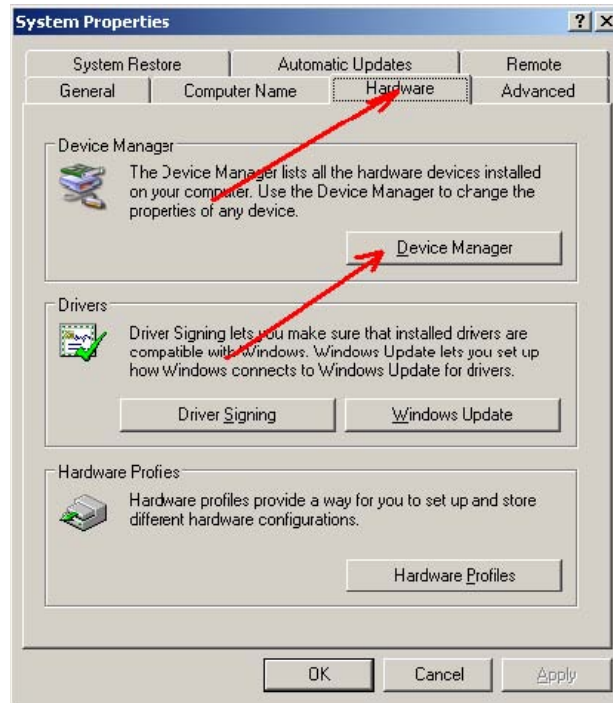 System Properties
System Restore
Automatic Updates
Remote
General
Computer Name
Hardware
Advanced
Device Manager
The Device Manager lists all the hardware devices installed
on your computer. Use the Device Manager to change the
properties of any device.
Device Manager
Drivers
Driver Signing lets you make sure that installed drivers are
compatible with Windows. Windows Update lets you set up
how Windows connects to Windows Update for drivers.
Driver Signing
Windows Update
Hardware Profiles
Hardware profiles provide a way for you to set up and store
different hardware configurations.
Hardware Profiles
OK
Cancel
Apply